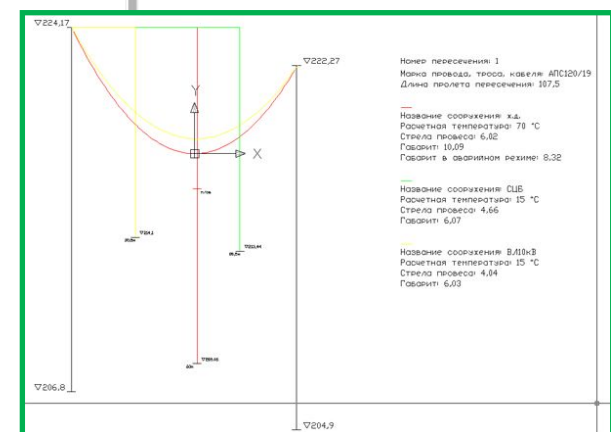 ▽224,17
▽222,27
Номер пересечения: 1
Марка провода, троса, кабеля: АПС120/19
Длина пролета пересечения: 107,5
Y
X
Название сооружения: ж.д.
Расчетная температура: 70 °C
Стрела провеса: 6,02
Габарит: 10,09
Габарит в аварийном режиме: 8,32
Название сооружения: СЦБ
Расчетная температура: 15 °C
Стрела провеса: 4,66
Габарит: 6,07
Название сооружения: ВЛ10кВ
Расчетная температура: 15 °C
Стрела провеса: 4,04
Габарит: 6,03
▽206,8
▽204,9